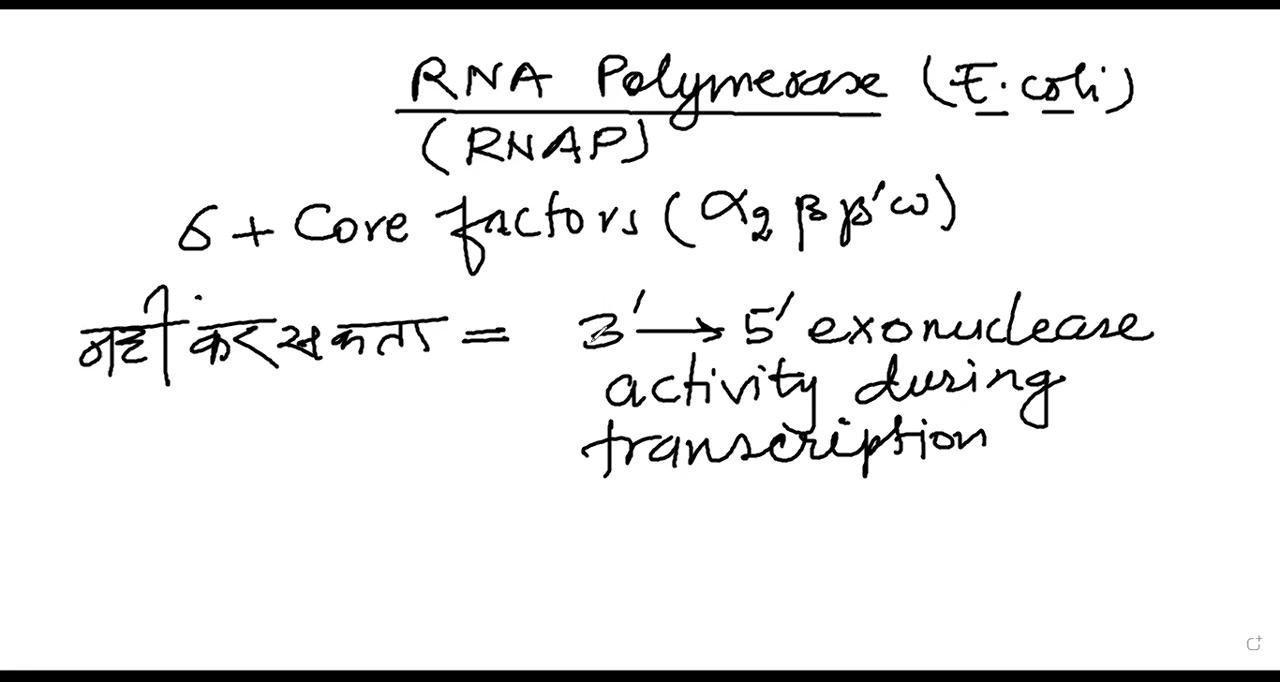 RNA Polymerase (E. coli)
(RNAP)
σ + Core factors (α₂ β β′ ω)
नहीं कर सकता = 3′ → 5′ exonuclease
activity during
transcription